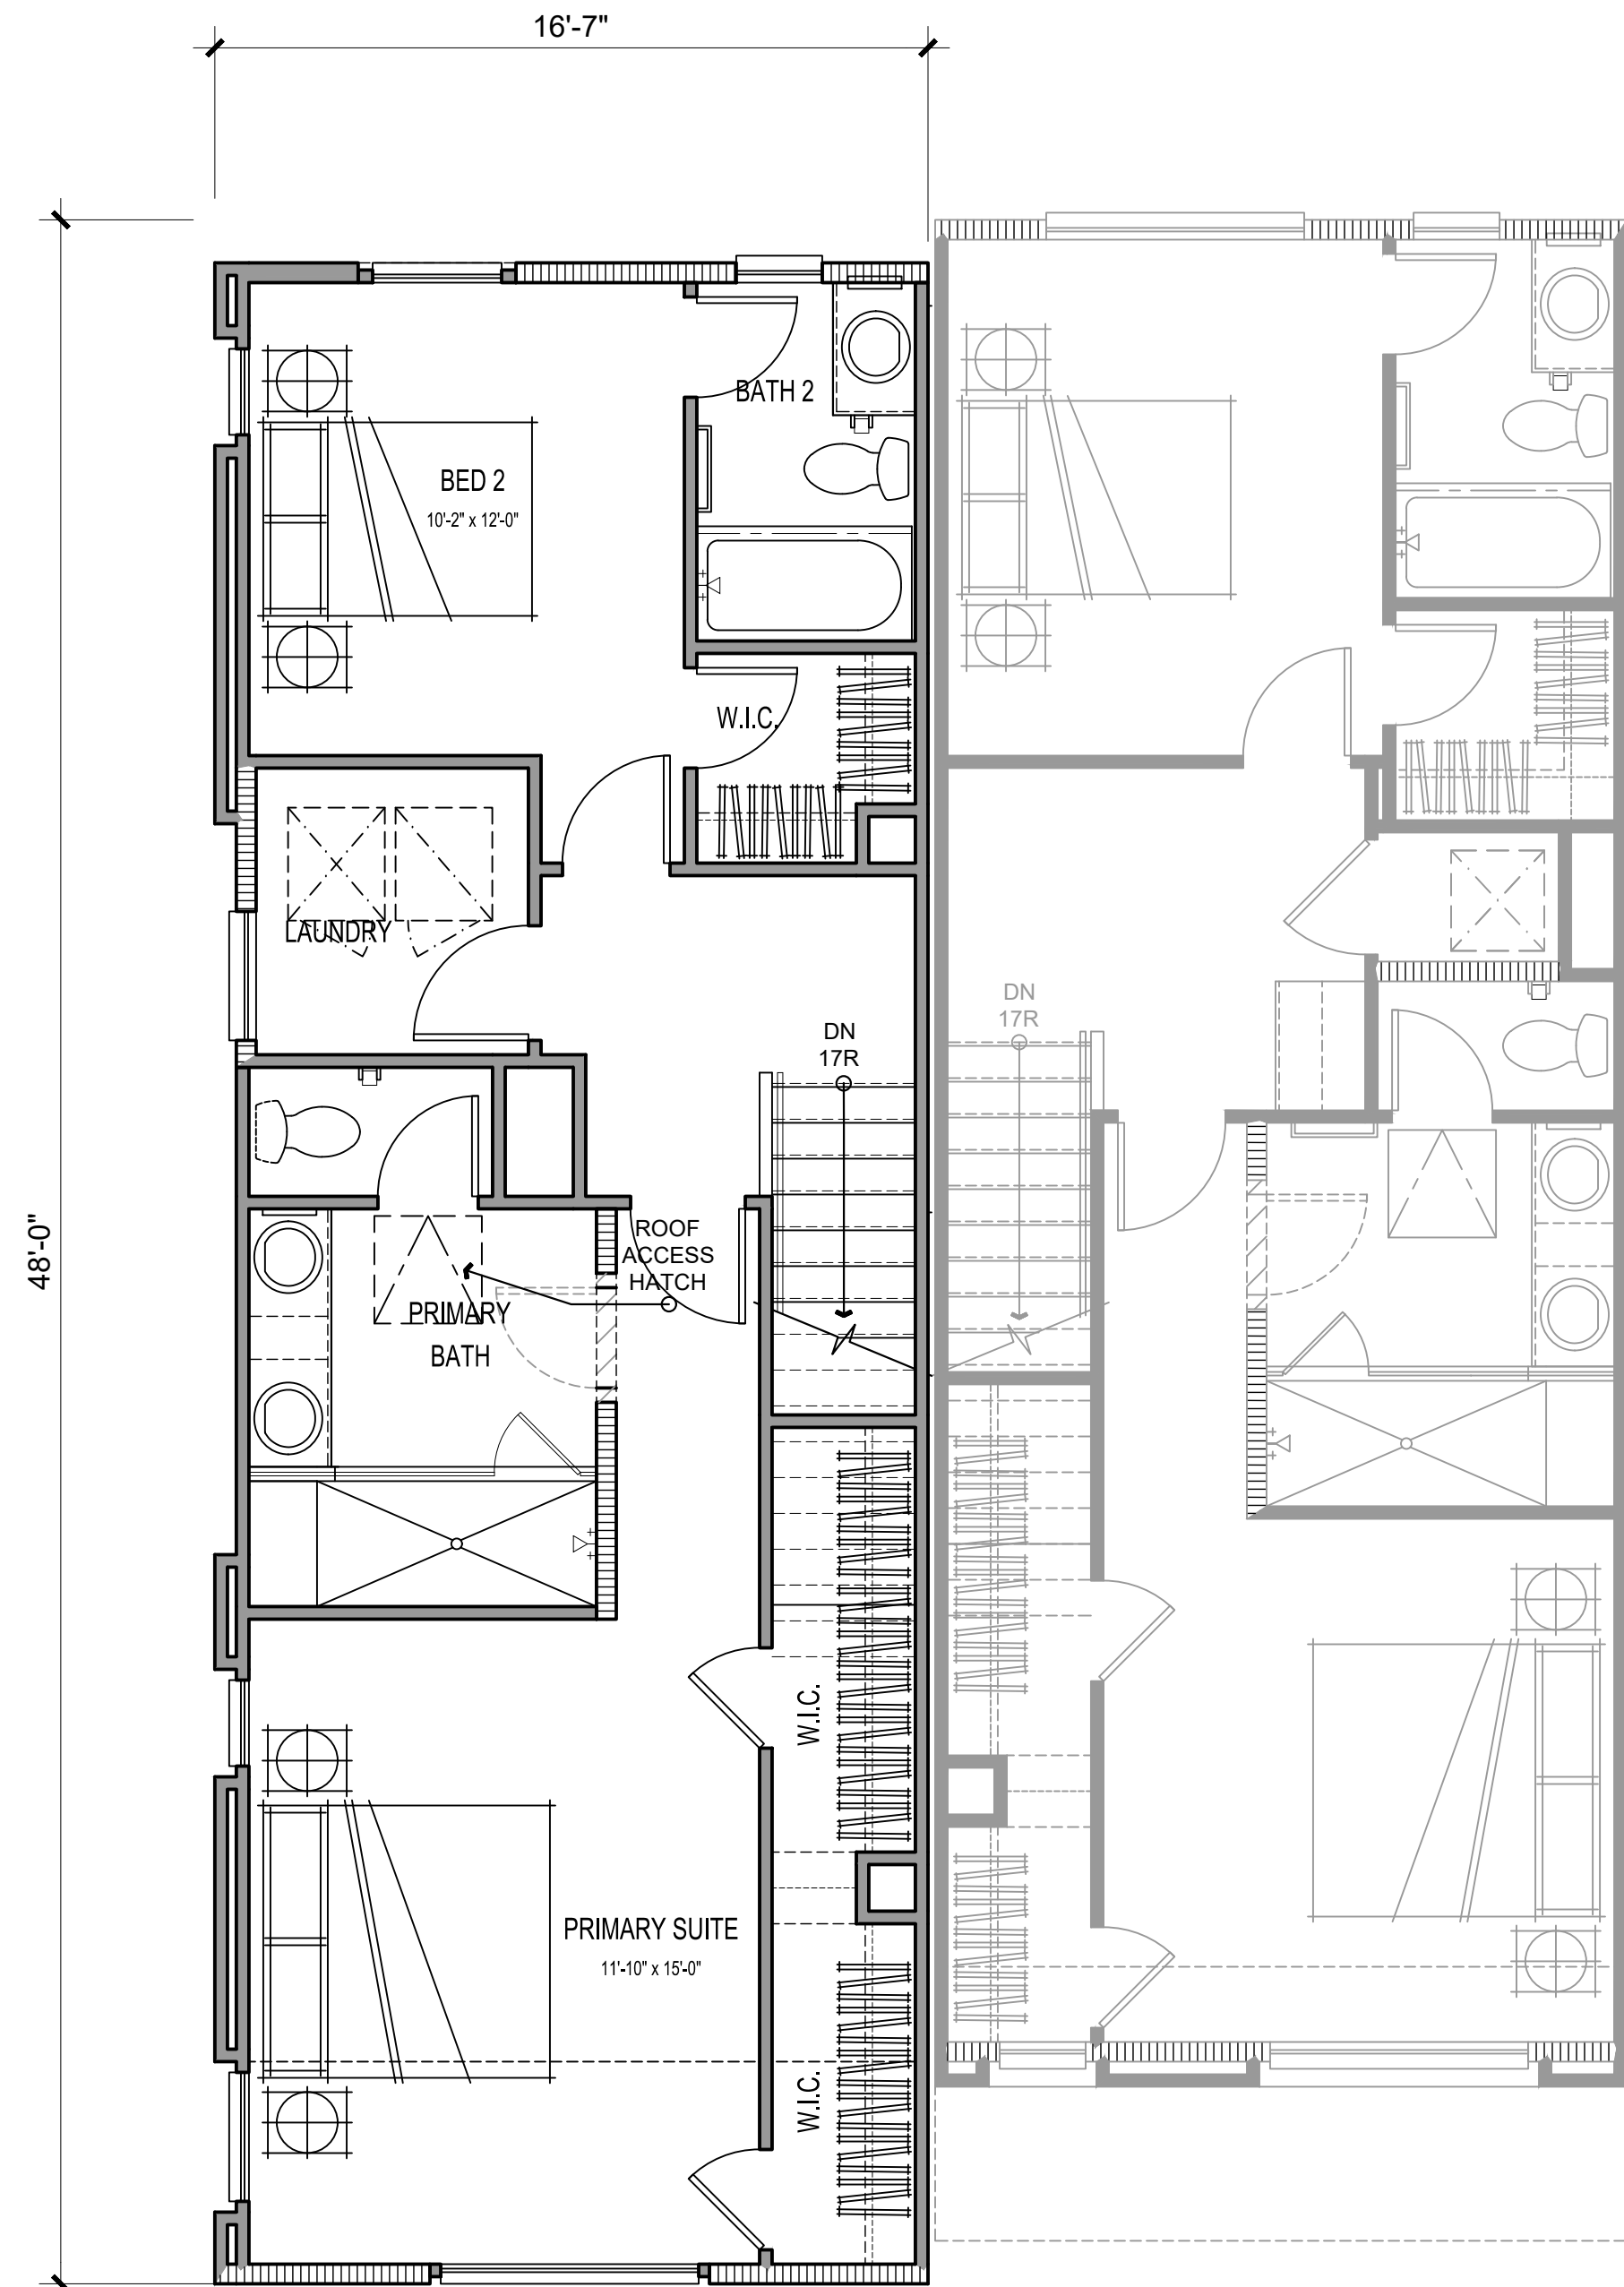 16'-7"
BATH 2
BED 2
10'-2" x 12'-0"
W.I.C.
LAUNDRY
DN
17R
DN
17R
48'-0"
ROOF
ACCESS
HATCH
PRIMARY
BATH
W.I.C.
PRIMARY SUITE
11'-10" x 15'-0"
W.I.C.